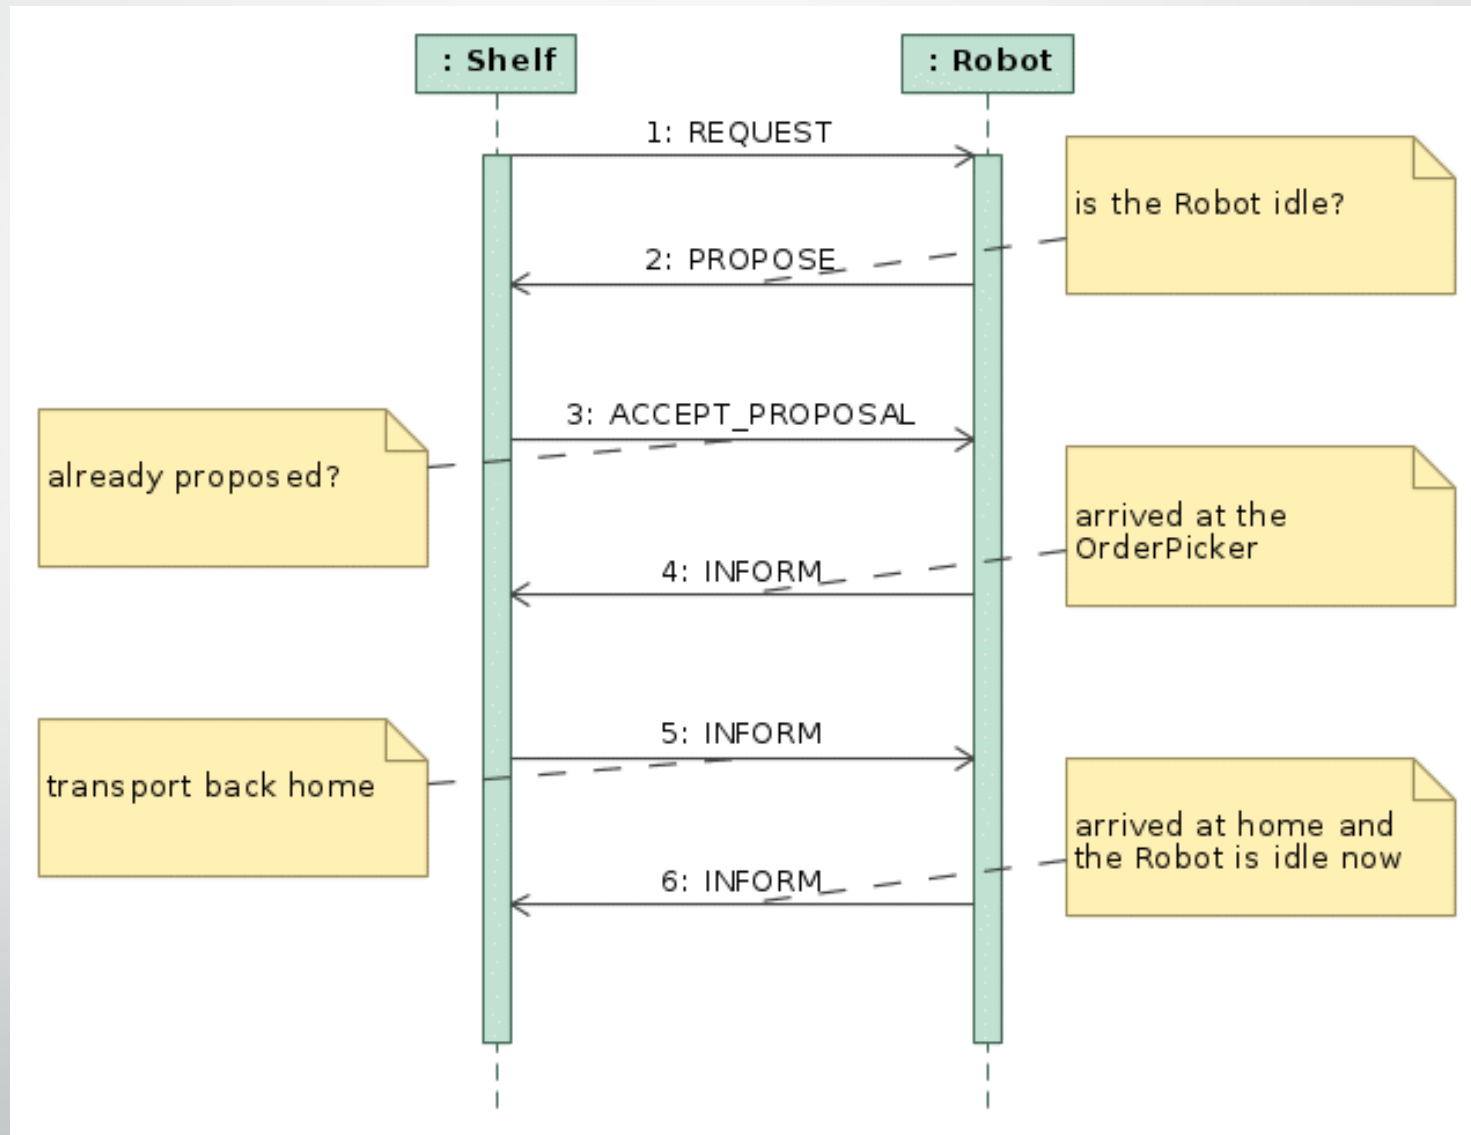 : Shelf
: Robot
1: REQUEST
is the Robot idle?
2: PROPOSE
3: ACCEPT_PROPOSAL
already proposed?
arrived at the
OrderPicker
4: INFORM
5: INFORM
transport back home
arrived at home and
the Robot is idle now
6: INFORM